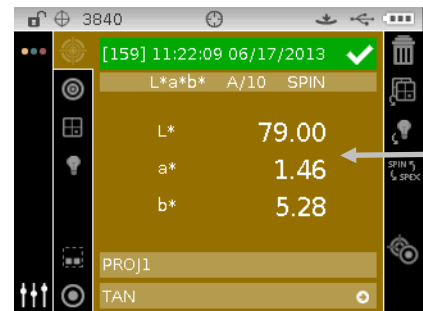 3840
[159] 11:22:09 06/17/2013
L*a*b* A/10 SPIN
L* 79.00
a* 1.46
SPIN
SPEX
b* 5.28
PROJ1
TAN